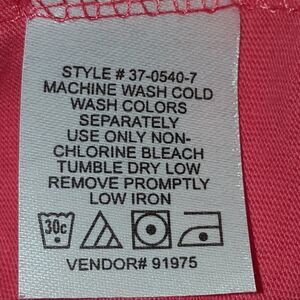 STYLE # 37-0540-7
MACHINE WASH COLD
WASH COLORS
SEPARATELY
USE ONLY NON-
CHLORINE BLEACH
TUMBLE DRY LOW
REMOVE PROMPTLY
LOW IRON
30c
VENDOR# 91975